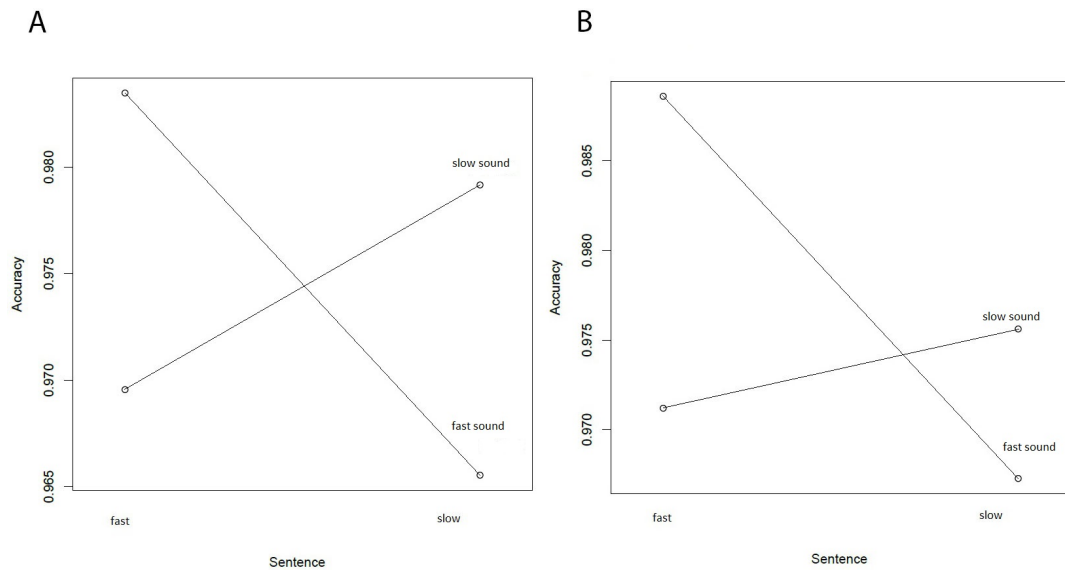 A
0.980
0.975
0.970
0.965
Accuracy
slow sound
fast sound
fast
slow
Sentence
B
0.985
0.980
0.975
0.970
Accuracy
slow sound
fast sound
fast
slow
Sentence